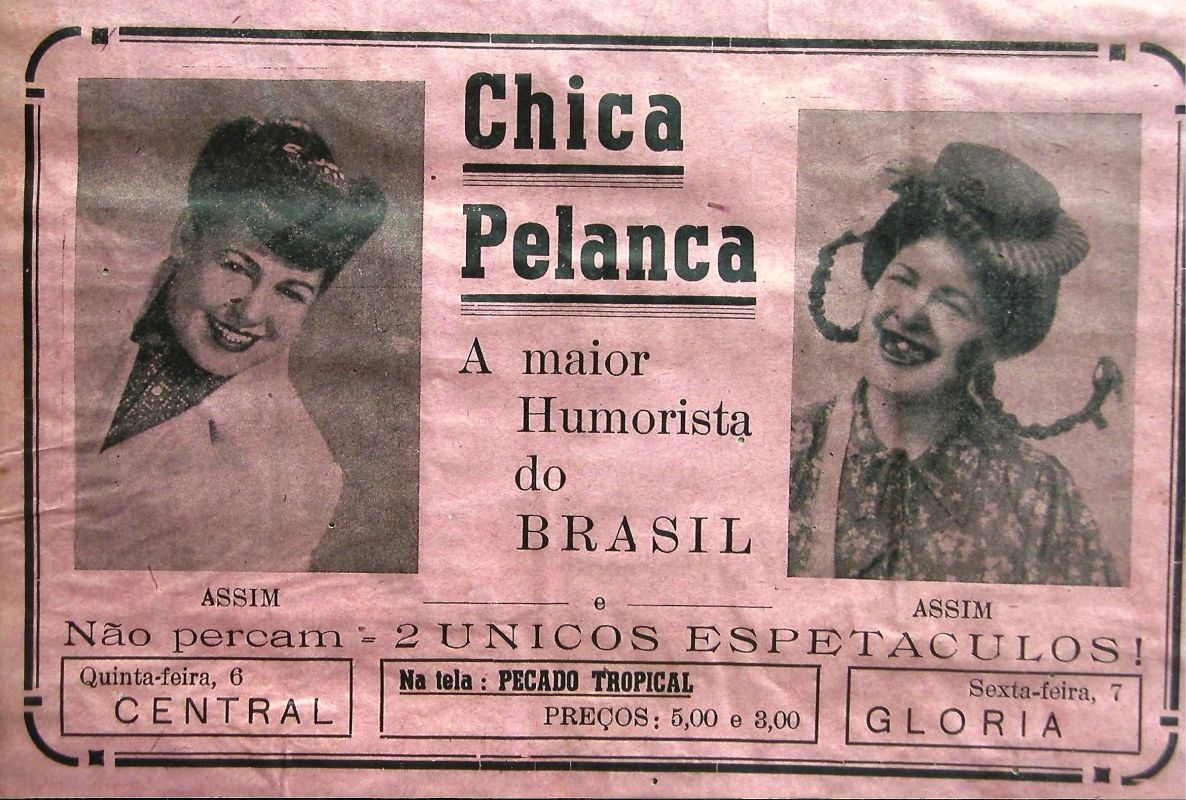 Chica
Pelanca
A maior
Humorista
do
BRASIL
ASSIM
e
ASSIM
Não percam - 2 UNICOS ESPETACULOS!
Quinta-feira, 6
CENTRAL
Na tela: PECADO TROPICAL
PREÇOS: 5,00 e 3,00
Sexta-feira, 7
GLORIA